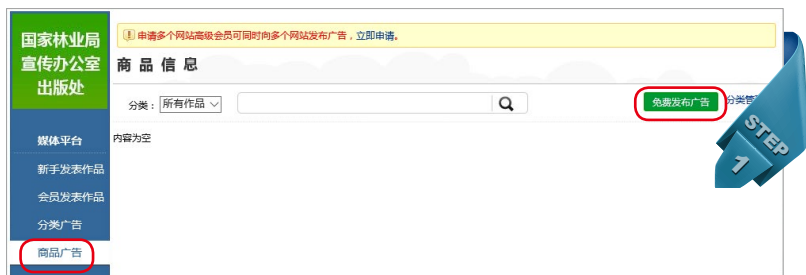 国家林业局
宣传办公室
出版处
申请多个网站高级会员可同时向多个网站发布广告，立即申请。
商品信息
分类：所有作品
免费发布广告
分类管
内容为空
媒体平台
新手发表作品
会员发表作品
分类广告
商品广告
STEP
1